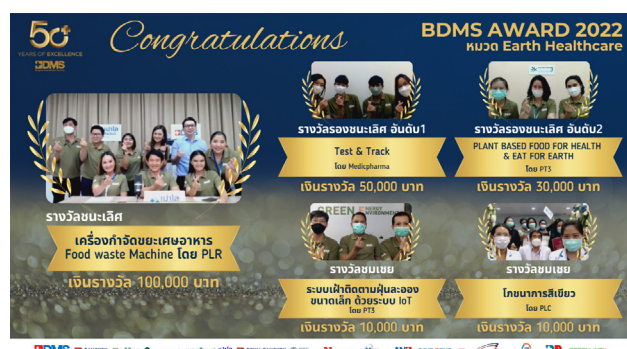 50+
YEARS OF EXCELLENCE
BDMS
Congratulations
BDMS AWARD 2022
หมวด Earth Healthcare
รางวัลชนะเลิศ
เครื่องกำจัดขยะเศษอาหาร
Food waste Machine โดย PLR
เงินรางวัล 100,000 บาท
รางวัลรองชนะเลิศ อันดับ1
Test & Track
โดย Medicpharma
เงินรางวัล 50,000 บาท
รางวัลรองชนะเลิศ อันดับ2
PLANT BASED FOOD FOR HEALTH
& EAT FOR EARTH
โดย PT3
เงินรางวัล 30,000 บาท
GREEN
รางวัลชมเชย
ระบบเฝ้าติดตามฝุ่นละออง
ขนาดเล็ก ด้วยระบบ IoT
โดย PT3
เงินรางวัล 10,000 บาท
รางวัลชมเชย
โภชนาการสีเขียว
โดย PLC
เงินรางวัล 10,000 บาท
BDMS